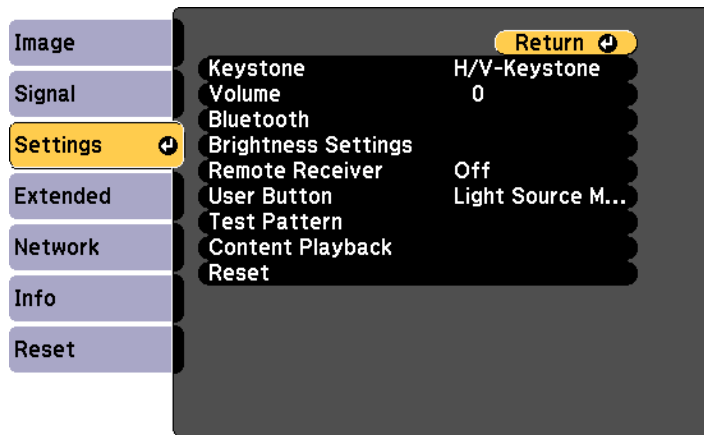 Image
Signal
Settings
Extended
Network
Info
Reset
Return
Keystone H/V-Keystone
Volume 0
Bluetooth
Brightness Settings
Remote Receiver Off
User Button Light Source M...
Test Pattern
Content Playback
Reset